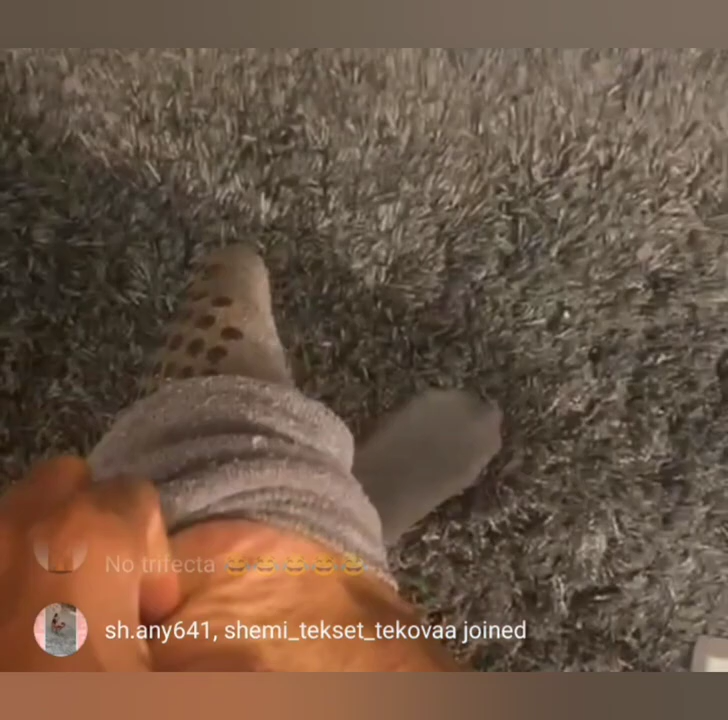 No trifecta 😂😂😂😂😂
sh.any641, shemi_tekset_tekovaa joined